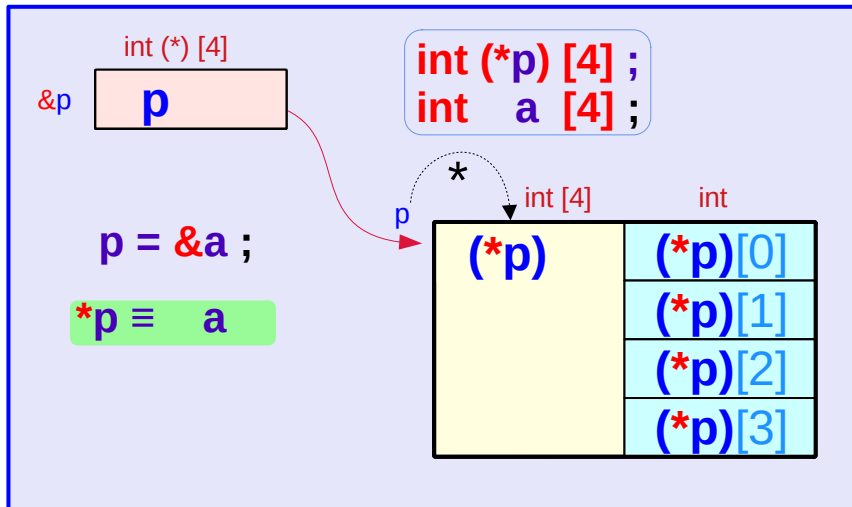 int (*) [4]
&p
p
int (*p) [4] ;
int a [4] ;
*
p
int [4]
int
p = &a ;
*p ≡ a
(*p)
(*p)[0]
(*p)[1]
(*p)[2]
(*p)[3]